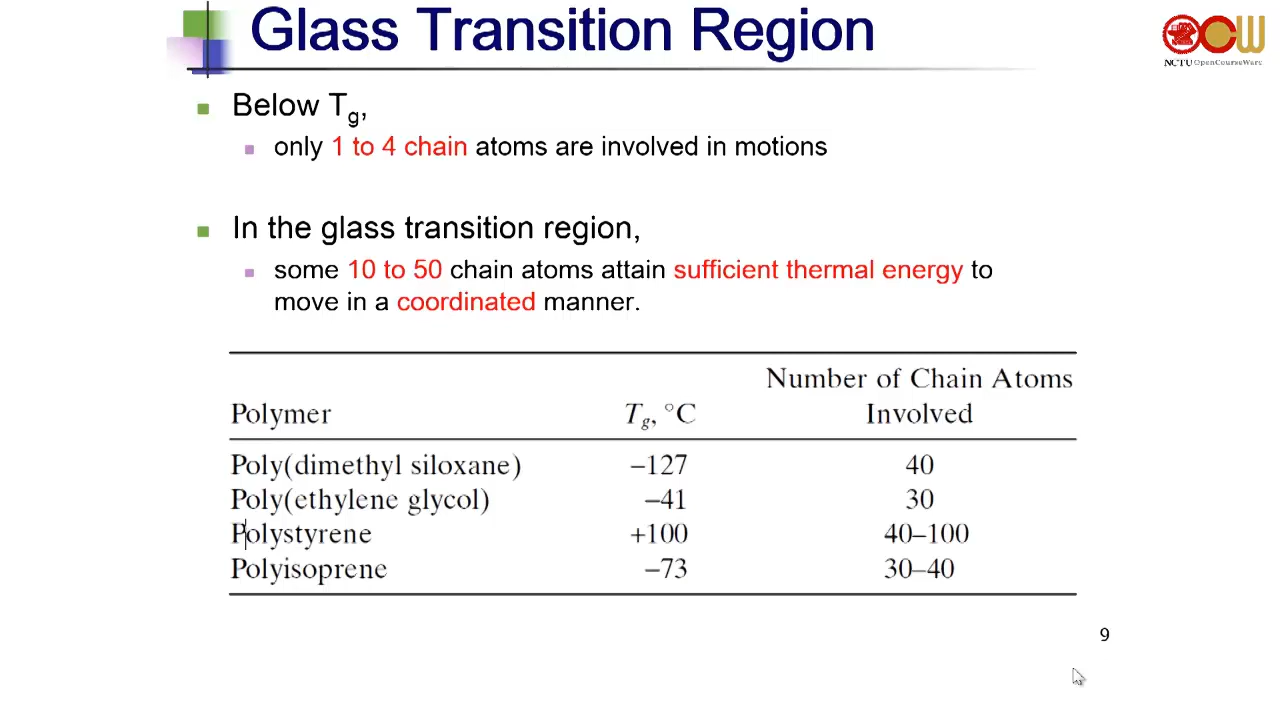 Glass Transition Region
OCW
NCTU OpenCourseWare
Below Tg,
only 1 to 4 chain atoms are involved in motions
In the glass transition region,
some 10 to 50 chain atoms attain sufficient thermal energy to
move in a coordinated manner.
Number of Chain Atoms
Polymer Tg, °C Involved
Poly(dimethyl siloxane) –127 40
Poly(ethylene glycol) –41 30
Polystyrene +100 40–100
Polyisoprene –73 30–40
9